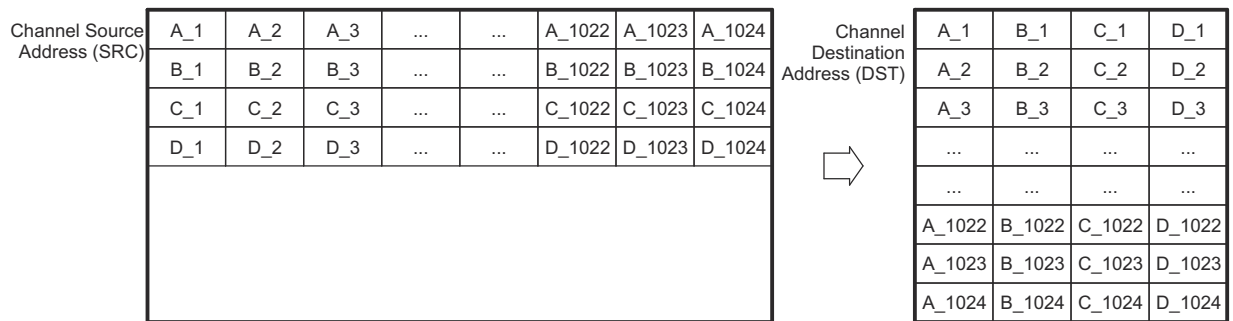 Channel Source
Address (SRC)
A_1 A_2 A_3 ... ... A_1022 A_1023 A_1024
B_1 B_2 B_3 ... ... B_1022 B_1023 B_1024
C_1 C_2 C_3 ... ... C_1022 C_1023 C_1024
D_1 D_2 D_3 ... ... D_1022 D_1023 D_1024
Channel
Destination
Address (DST)
A_1 B_1 C_1 D_1
A_2 B_2 C_2 D_2
A_3 B_3 C_3 D_3
... ... ... ...
... ... ... ...
A_1022 B_1022 C_1022 D_1022
A_1023 B_1023 C_1023 D_1023
A_1024 B_1024 C_1024 D_1024